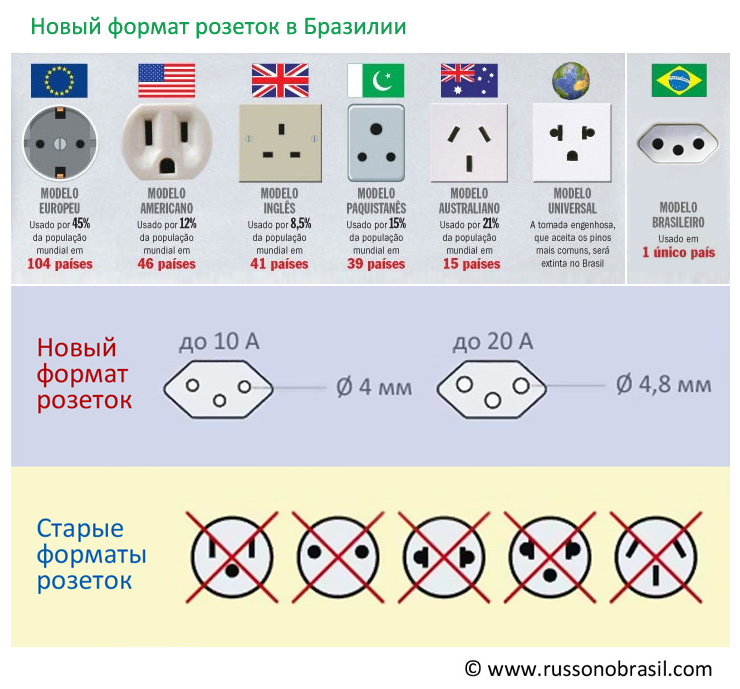 Новый формат розеток в Бразилии
MODELO
EUROPEU
Usado por 45%
da população
mundial em
104 países
MODELO
AMERICANO
Usado por 12%
da população
mundial em
46 países
MODELO
INGLÊS
Usado por 8,5%
da população
mundial em
41 países
MODELO
PAQUISTANÊS
Usado por 15%
da população
mundial em
39 países
MODELO
AUSTRALIANO
Usado por 21%
da população
mundial em
15 países
MODELO
UNIVERSAL
A tomada engenhosa,
que aceita os pinos
mais comuns, será
extinta no Brasil
MODELO
BRASILEIRO
Usado em
1 único país
Новый
формат
розеток
до 10 А
Ø 4 мм
до 20 А
Ø 4,8 мм
Старые
форматы
розеток
© www.russonobrasil.com